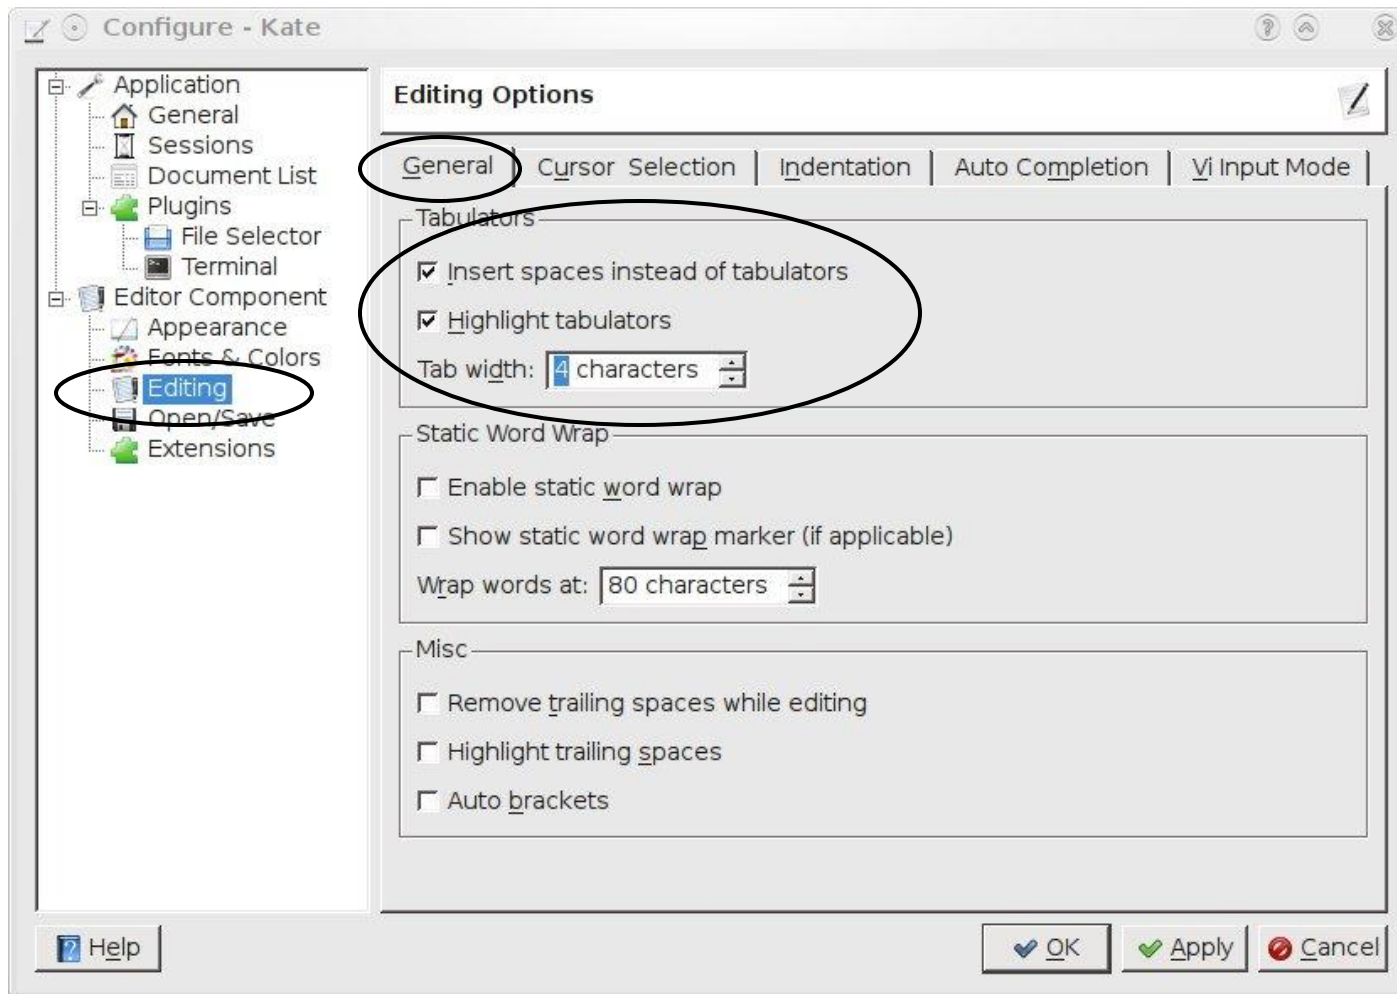 Configure - Kate
Application
General
Sessions
Document List
Plugins
File Selector
Terminal
Editor Component
Appearance
Fonts & Colors
Editing
Open/Save
Extensions
Editing Options
General Cursor Selection Indentation Auto Completion Vi Input Mode
Tabulators
Insert spaces instead of tabulators
Highlight tabulators
Tab width: 4 characters
Static Word Wrap
Enable static word wrap
Show static word wrap marker (if applicable)
Wrap words at: 80 characters
Misc
Remove trailing spaces while editing
Highlight trailing spaces
Auto brackets
Help OK Apply Cancel